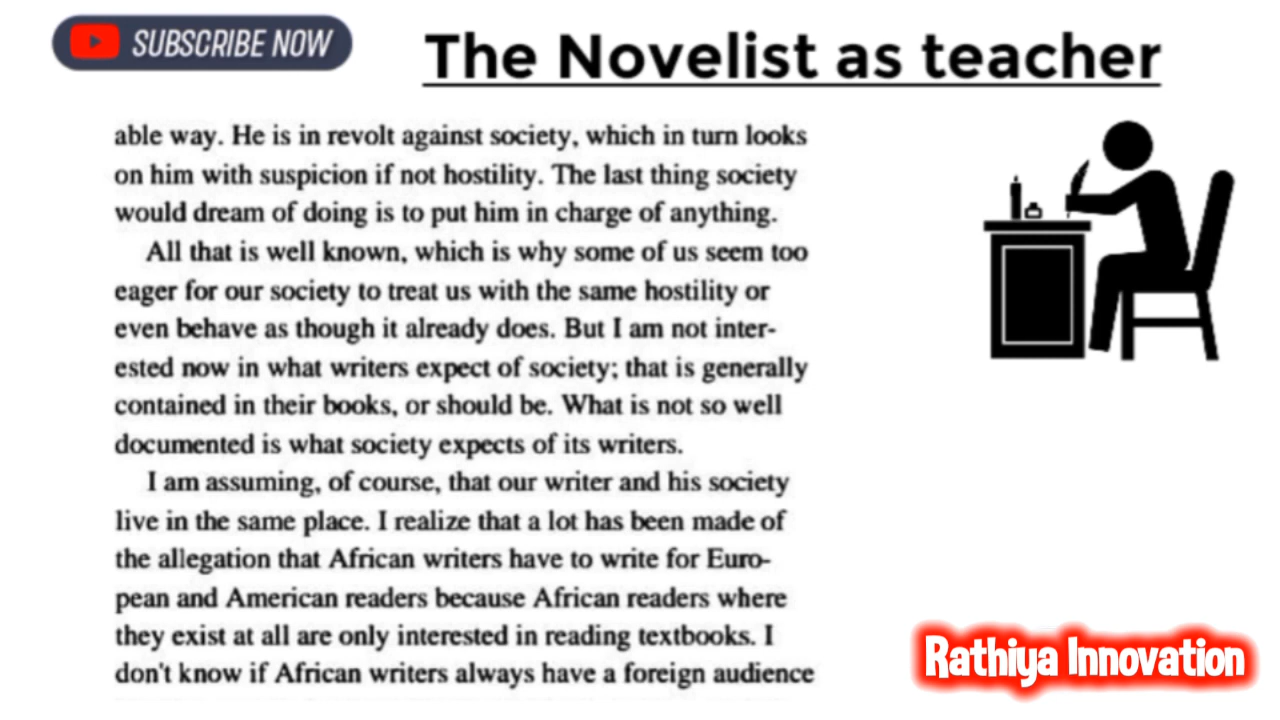 SUBSCRIBE NOW
The Novelist as teacher
able way. He is in revolt against society, which in turn looks
on him with suspicion if not hostility. The last thing society
would dream of doing is to put him in charge of anything.
All that is well known, which is why some of us seem too
eager for our society to treat us with the same hostility or
even behave as though it already does. But I am not inter-
ested now in what writers expect of society; that is generally
contained in their books, or should be. What is not so well
documented is what society expects of its writers.
I am assuming, of course, that our writer and his society
live in the same place. I realize that a lot has been made of
the allegation that African writers have to write for Euro-
pean and American readers because African readers where
they exist at all are only interested in reading textbooks. I
don't know if African writers always have a foreign audience
Rathiya Innovation